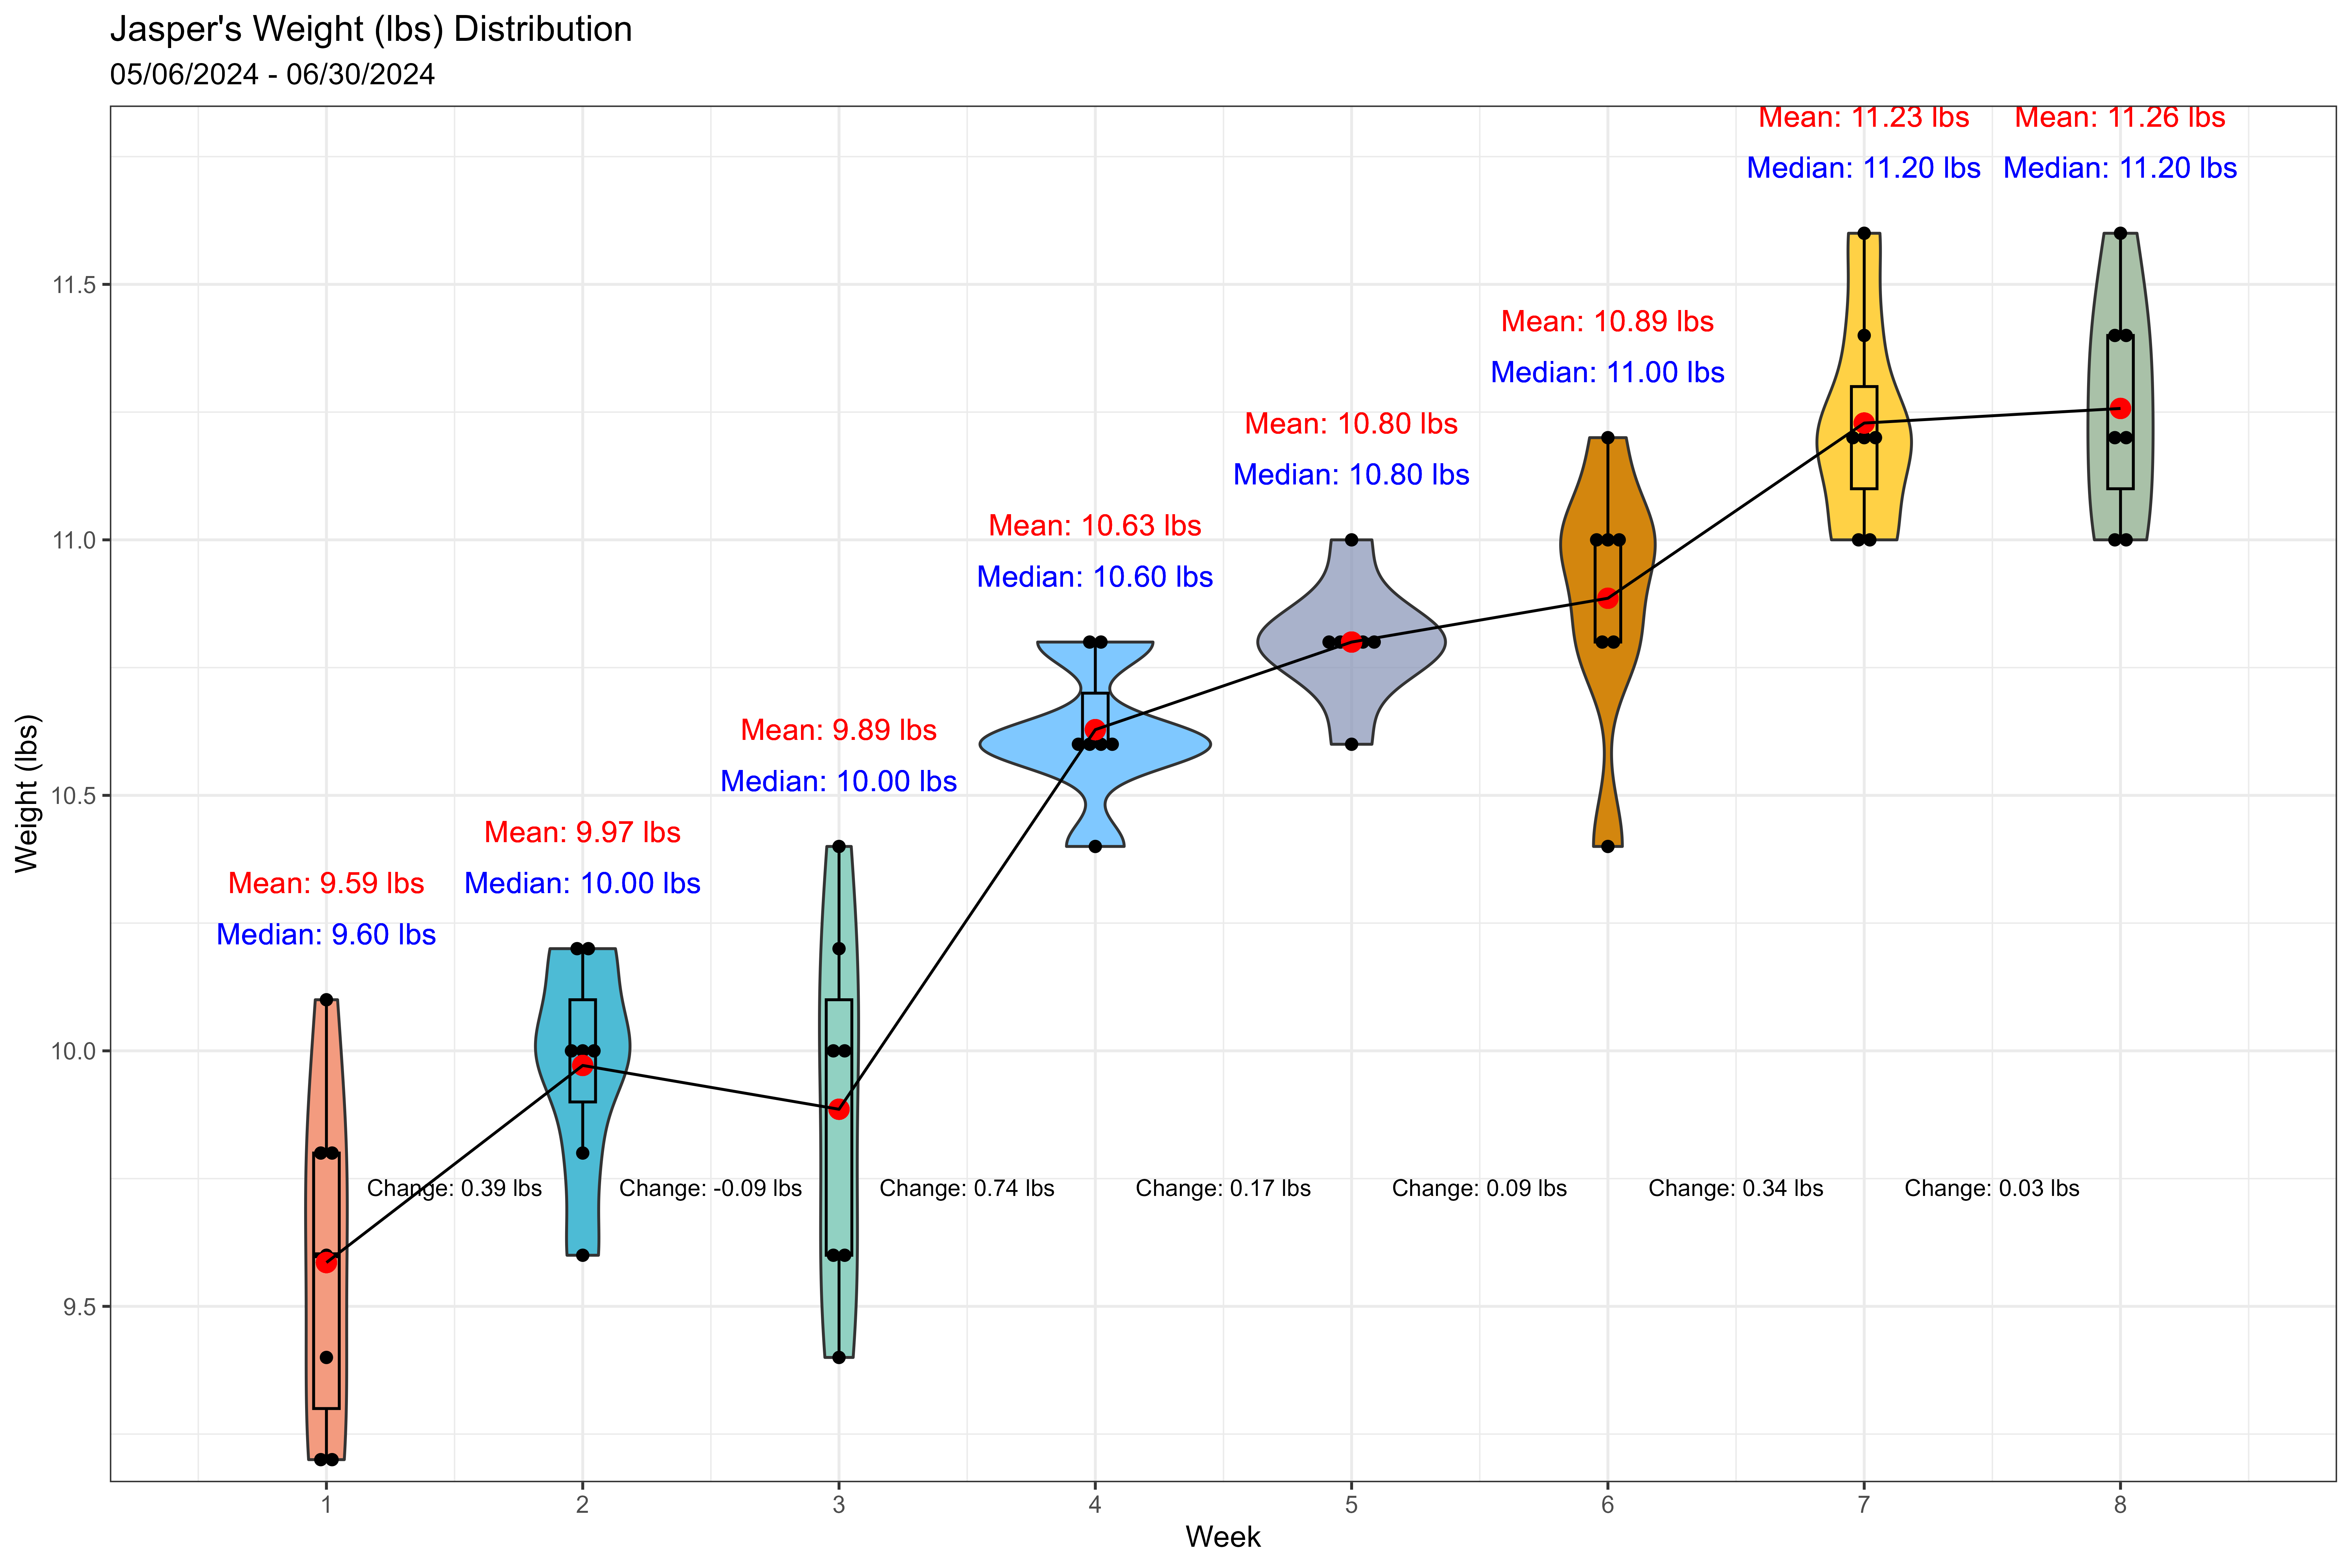 Jasper's Weight (lbs) Distribution
05/06/2024 - 06/30/2024
Mean: 11.23 lbs
Mean: 11.26 lbs
Median: 11.20 lbs
Median: 11.20 lbs
11.5
Mean: 10.89 lbs
Median: 11.00 lbs
Mean: 10.80 lbs
Median: 10.80 lbs
Mean: 10.63 lbs
11.0
Median: 10.60 lbs
Mean: 9.89 lbs
Median: 10.00 lbs
10.5
Mean: 9.97 lbs
Median: 10.00 lbs
Mean: 9.59 lbs
Median: 9.60 lbs
10.0
Change: 0.39 lbs
Change: -0.09 lbs
Change: 0.74 lbs
Change: 0.17 lbs
Change: 0.09 lbs
Change: 0.34 lbs
Change: 0.03 lbs
9.5
Weight (lbs)
1
2
3
4
5
6
7
8
Week